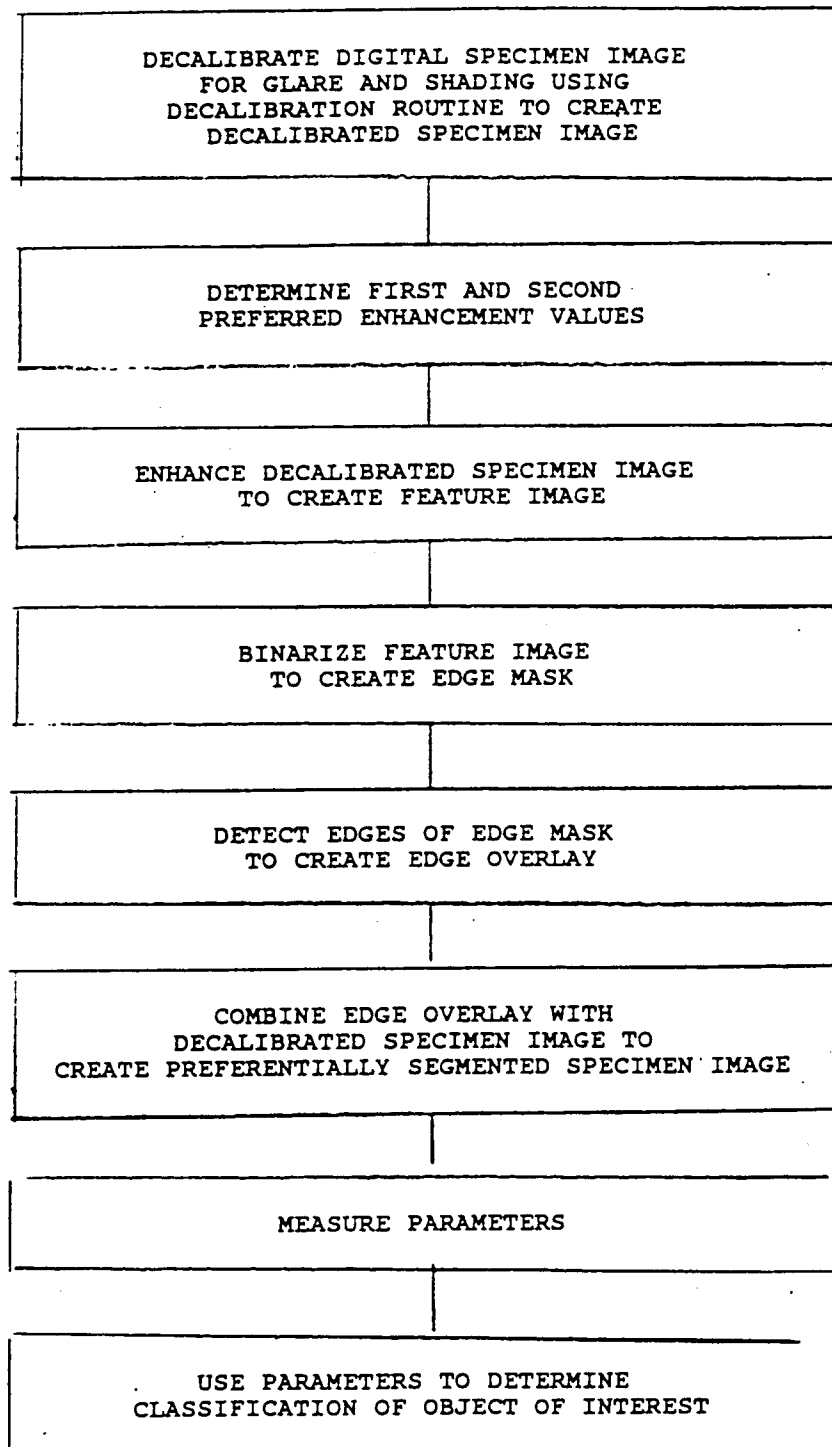 DECALIBRATE DIGITAL SPECIMEN IMAGE
FOR GLARE AND SHADING USING
DECALIBRATION ROUTINE TO CREATE
DECALIBRATED SPECIMEN IMAGE
DETERMINE FIRST AND SECOND
PREFERRED ENHANCEMENT VALUES
ENHANCE DECALIBRATED SPECIMEN IMAGE
TO CREATE FEATURE IMAGE
BINARIZE FEATURE IMAGE
TO CREATE EDGE MASK
DETECT EDGES OF EDGE MASK
TO CREATE EDGE OVERLAY
COMBINE EDGE OVERLAY WITH
DECALIBRATED SPECIMEN IMAGE TO
CREATE PREFERENTIALLY SEGMENTED SPECIMEN IMAGE
MEASURE PARAMETERS
USE PARAMETERS TO DETERMINE
CLASSIFICATION OF OBJECT OF INTEREST